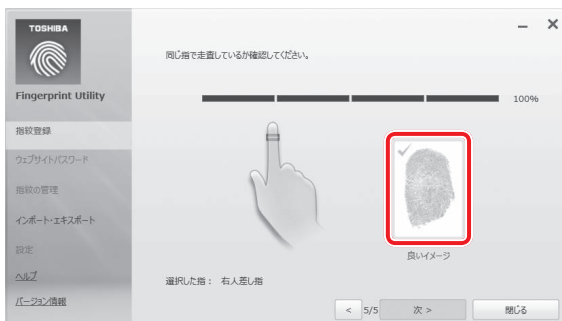 TOSHIBA
Fingerprint Utility
指紋登録
ウェブサイトパスワード
指紋の管理
インポート・エキスポート
設定
ヘルプ
バージョン情報
同じ指で走査しているか確認してください。
100%
良いイメージ
選択した指： 右人差し指
< 5/5 次 > 閉じる